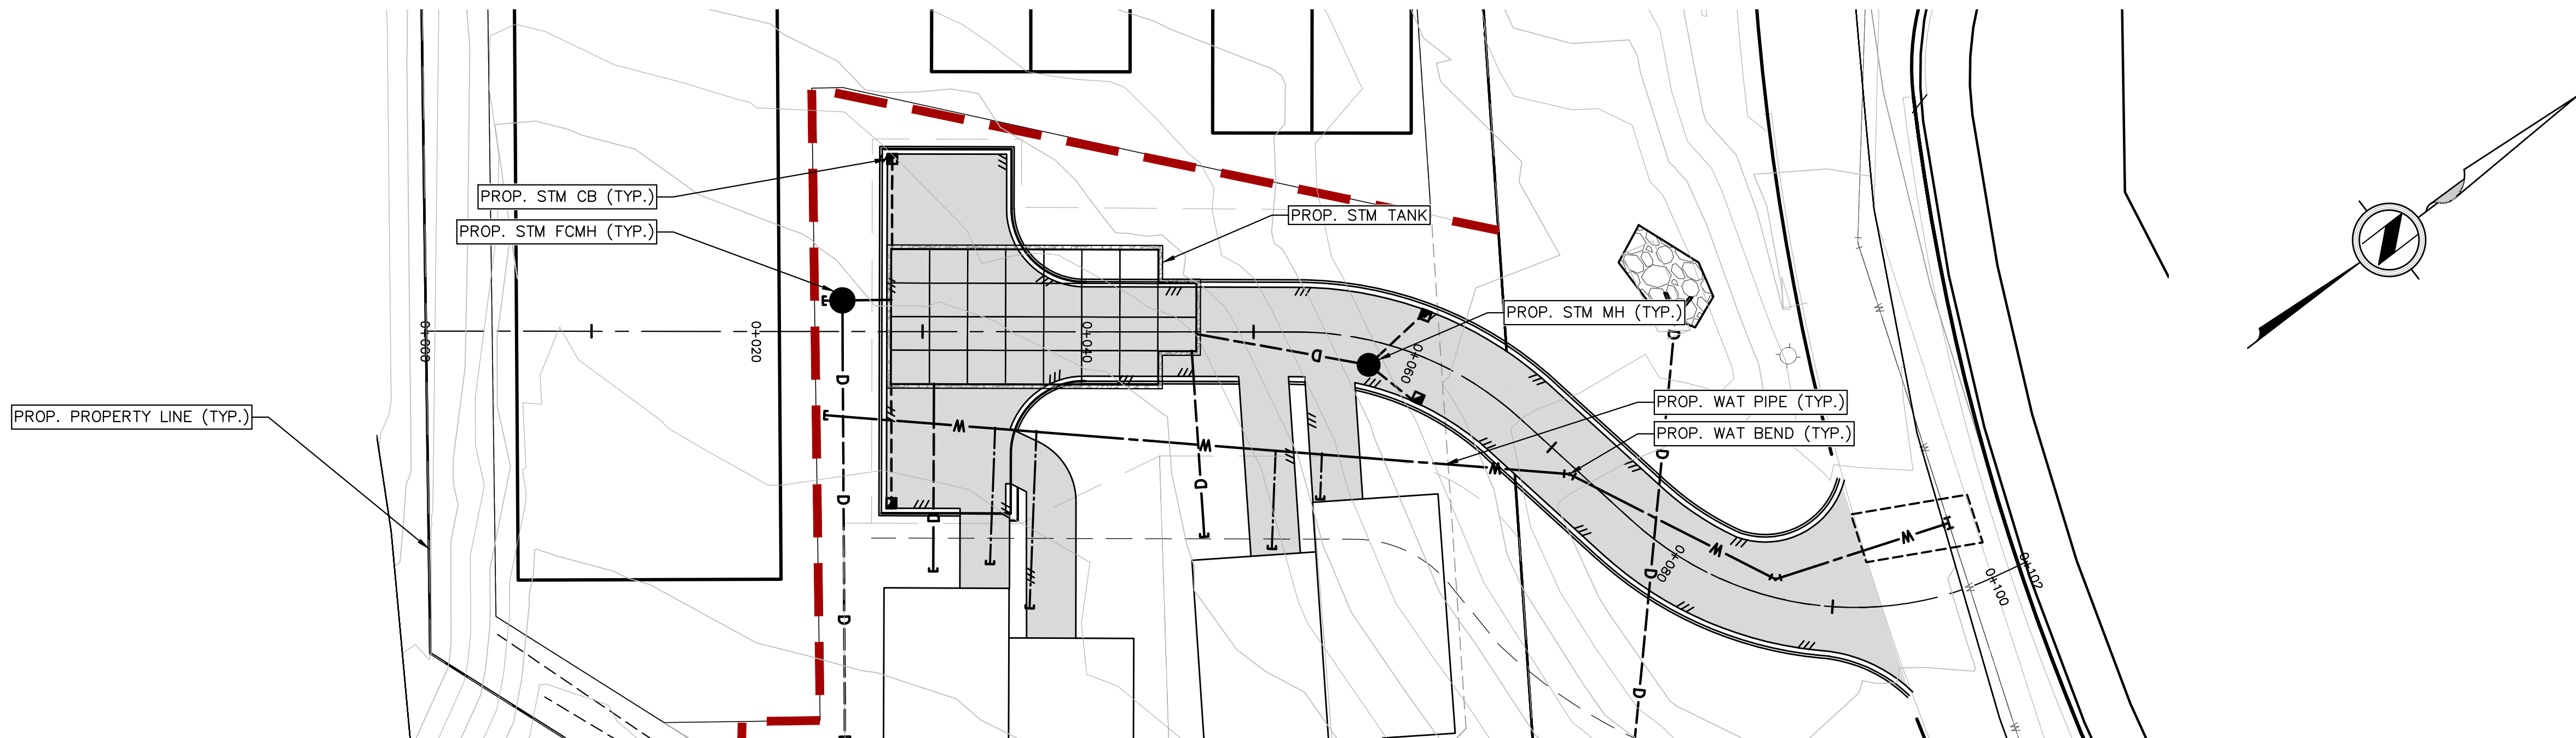 PROP. STM CB (TYP.)
PROP. STM FCMH (TYP.)
PROP. STM TANK
PROP. STM MH (TYP.)
PROP. WAT PIPE (TYP.)
PROP. WAT BEND (TYP.)
PROP. PROPERTY LINE (TYP.)
0+000
0+020
0+040
0+060
0+080
0+100
0+102
D
D
D
D
D
D
D
D
D
D
W
W
W
W
W
W
W
W
W
W